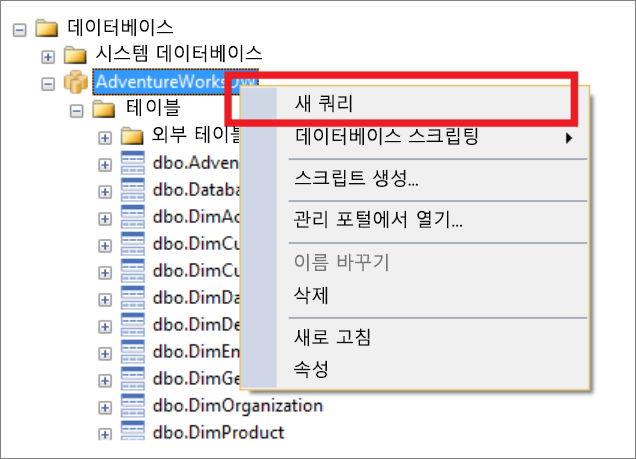 데이터베이스
시스템 데이터베이스
AdventureWorksDW
테이블
외부 테이블
dbo.Adven
dbo.Databa
dbo.DimAc
dbo.DimCu
dbo.DimCu
dbo.DimDa
dbo.DimDe
dbo.DimEm
dbo.DimGe
dbo.DimOrganization
dbo.DimProduct
새 쿼리
데이터베이스 스크립팅
스크립트 생성...
관리 포털에서 열기...
이름 바꾸기
삭제
새로 고침
속성